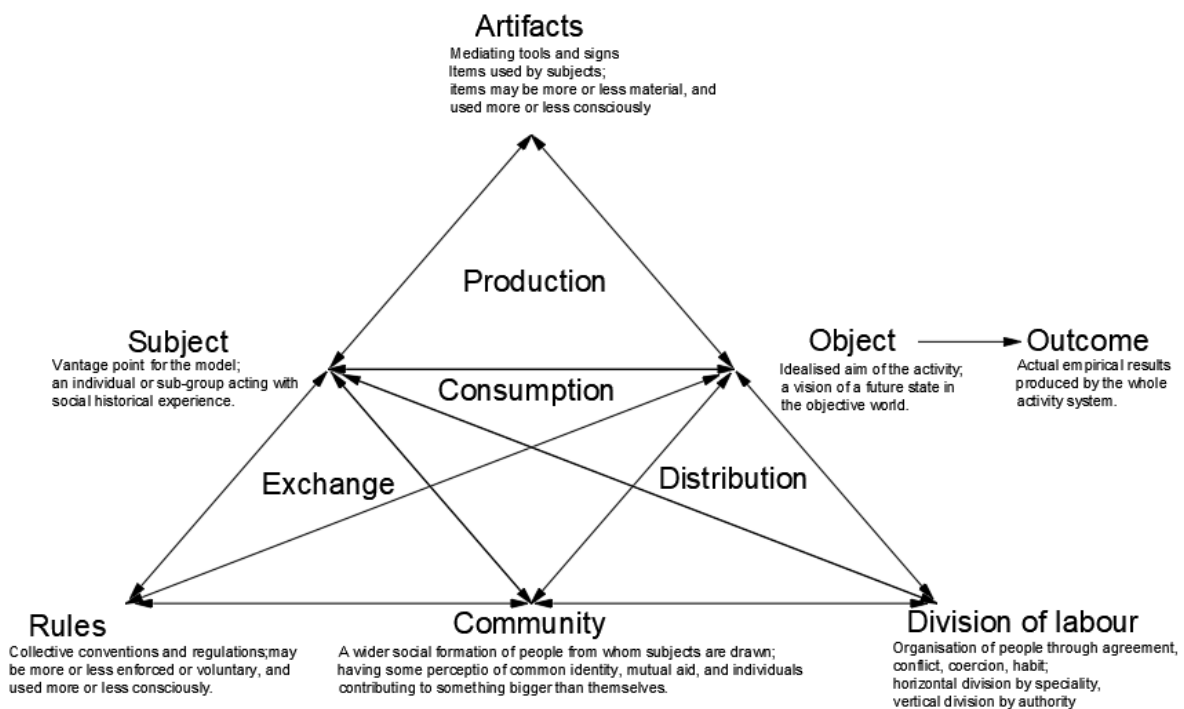 Artifacts
Mediating tools and signs
Items used by subjects;
items may be more or less material, and
used more or less consciously
Production
Subject
Vantage point for the model;
an individual or sub-group acting with
social historical experience.
Object
Idealised aim of the activity;
a vision of a future state in
the objective world.
Outcome
Actual empirical results
produced by the whole
activity system.
Consumption
Exchange
Distribution
Rules
Collective conventions and regulations;may
be more or less enforced or voluntary, and
used more or less consciously.
Community
A wider social formation of people from whom subjects are drawn;
having some perceptio of common identity, mutual aid, and individuals
contributing to something bigger than themselves.
Division of labour
Organisation of people through agreement,
conflict, coercion, habit;
horizontal division by speciality,
vertical division by authority